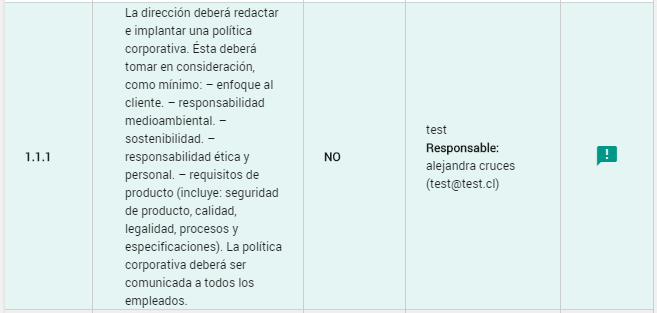 La dirección deberá redactar
e implantar una política
corporativa. Ésta deberá
tomar en consideración,
como mínimo: – enfoque al
cliente. – responsabilidad
medioambiental. –
sostenibilidad. –
1.1.1
responsabilidad ética y
personal. – requisitos de
producto (incluye: seguridad
de producto, calidad,
legalidad, procesos y
especificaciones). La política
corporativa deberá ser
comunicada a todos los
empleados.
NO
test
Responsable:
alejandra cruces
(test@test.cl)
!